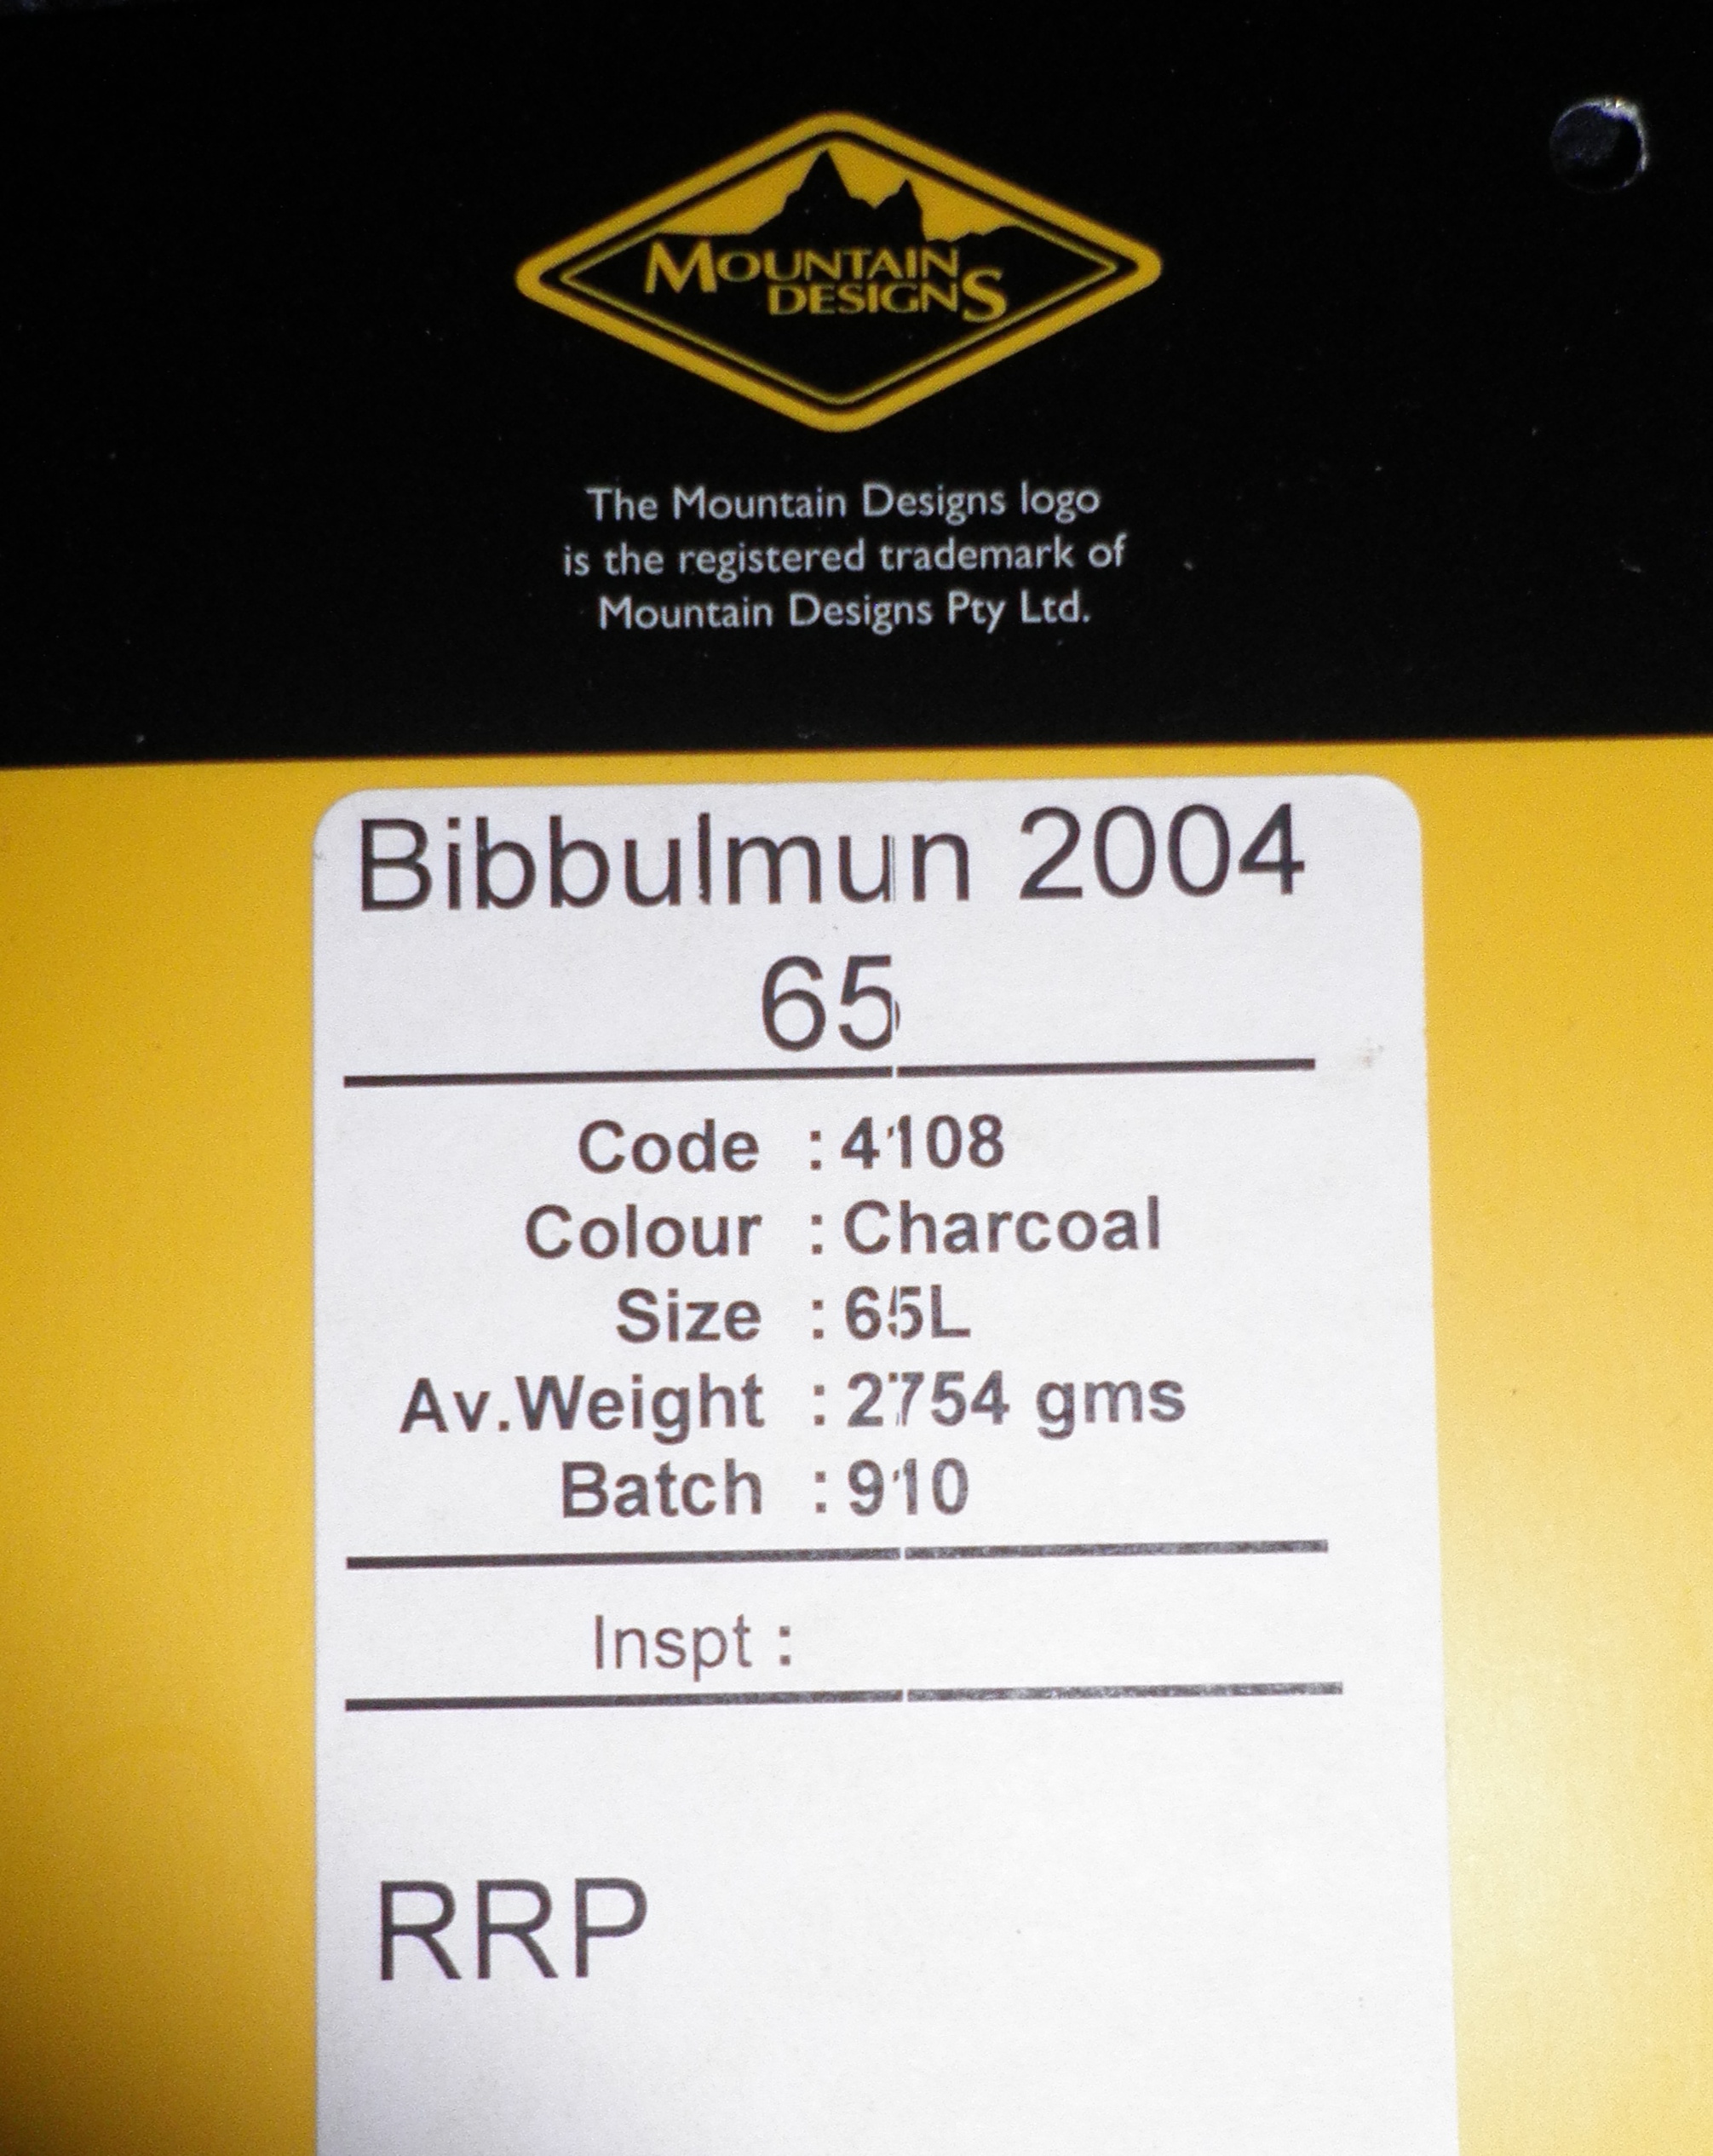 MOUNTAIN
DESIGNS
The Mountain Designs logo
is the registered trademark of
Mountain Designs Pty Ltd.
Bibbulmun 2004
65
Code : 4108
Colour : Charcoal
Size : 65L
Av.Weight : 2754 gms
Batch : 910
Inspt :
RRP